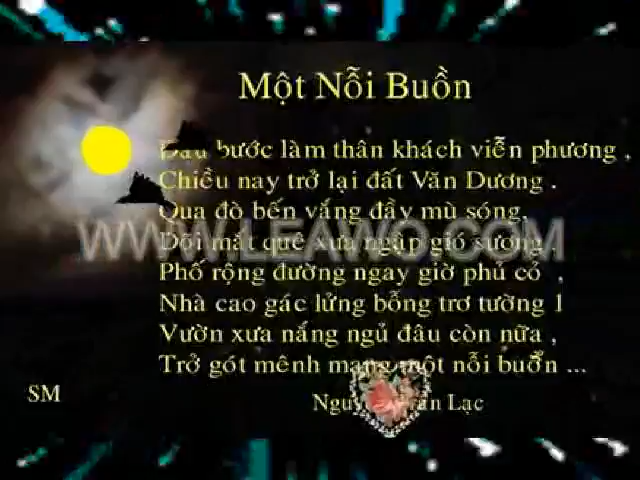 Một Nỗi Buồn
bước làm thân khách viễn phương ,
Chiều nay trở lại đất Văn Dương .
Qua đò bến vắng đầy mù sóng,
Đôi mắt quê xưa ngập gió sương .
WWW.LEAWO.COM
Phố rộng đường ngay giờ phủ cỏ ,
Nhà cao gác lửng bỗng trơ tường 1
Vườn xưa nắng ngủ đâu còn nữa ,
Trở gót mênh mang một nỗi buồn ...
SM
Lạc